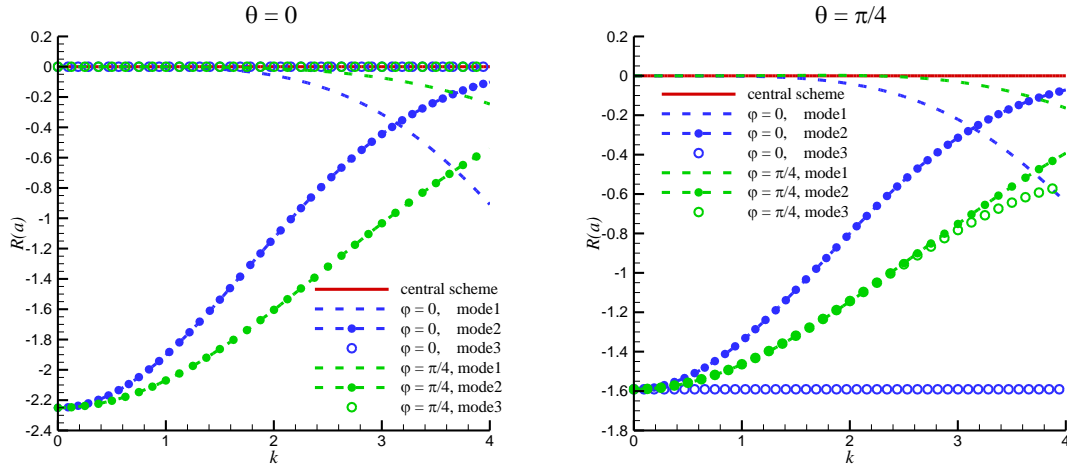 θ = 0
0.2
0
-0.2
-0.4
-0.6
-0.8
-1
-1.2
-1.4
-1.6
-1.8
-2
-2.2
-2.4
R(a)
central scheme
φ = 0, mode1
φ = 0, mode2
φ = 0, mode3
φ = π/4, mode1
φ = π/4, mode2
φ = π/4, mode3
0 1 2 3 4
k
θ = π/4
0.2
0
-0.2
-0.4
-0.6
-0.8
-1
-1.2
-1.4
-1.6
-1.8
R(a)
central scheme
φ = 0, mode1
φ = 0, mode2
φ = 0, mode3
φ = π/4, mode1
φ = π/4, mode2
φ = π/4, mode3
0 1 2 3 4
k